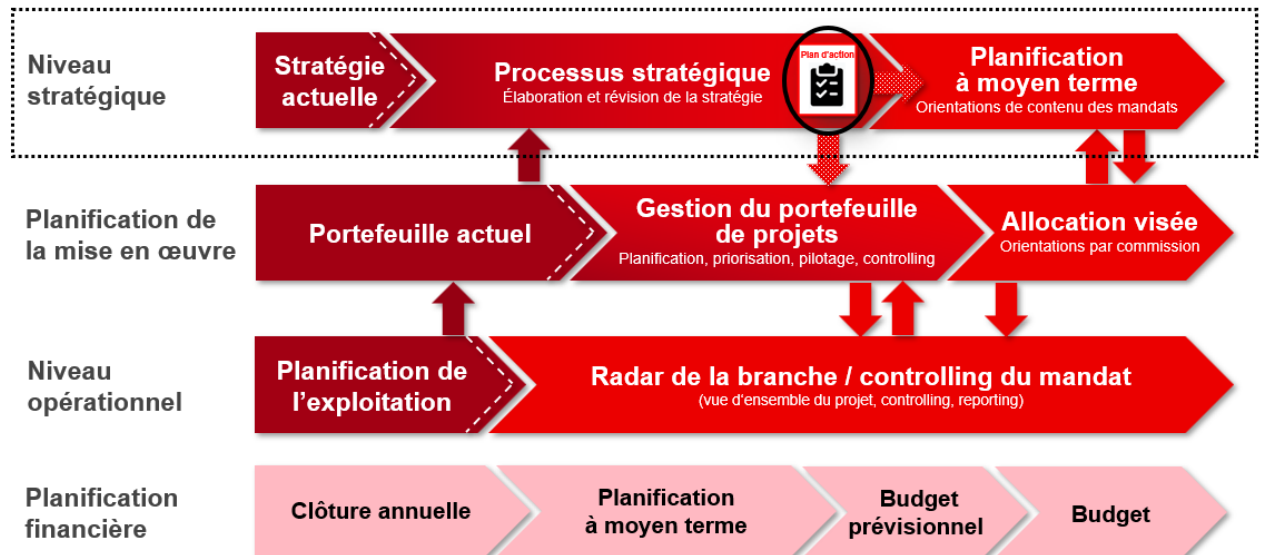 Niveau
stratégique
Stratégie
actuelle
Processus stratégique
Élaboration et révision de la stratégie
Plan d'action
Planification
à moyen terme
Orientations de contenu des mandats
Planification de
la mise en œuvre
Portefeuille actuel
Gestion du portefeuille
de projets
Planification, priorisation, pilotage, controlling
Allocation visée
Orientations par commission
Niveau
opérationnel
Planification de
l'exploitation
Radar de la branche / controlling du mandat
(vue d'ensemble du projet, controlling, reporting)
Planification
financière
Clôture annuelle
Planification
à moyen terme
Budget
prévisionnel
Budget